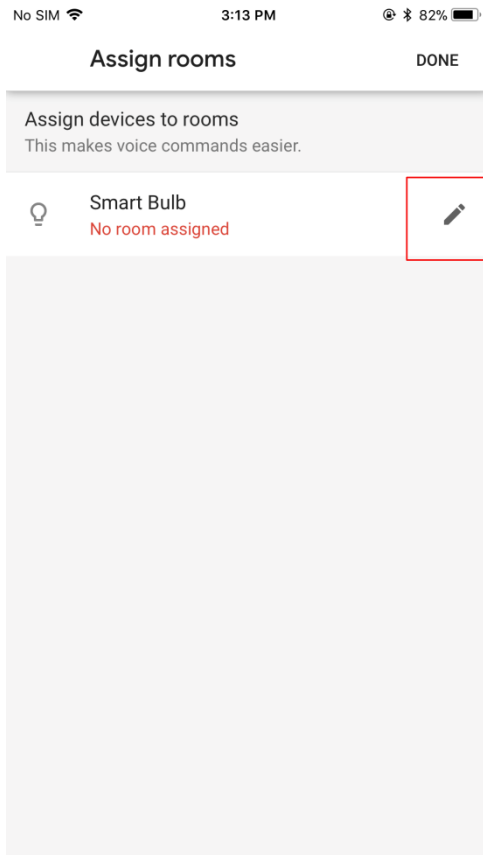 No SIM 3:13 PM 82%
Assign rooms DONE
Assign devices to rooms
This makes voice commands easier.
Smart Bulb
No room assigned